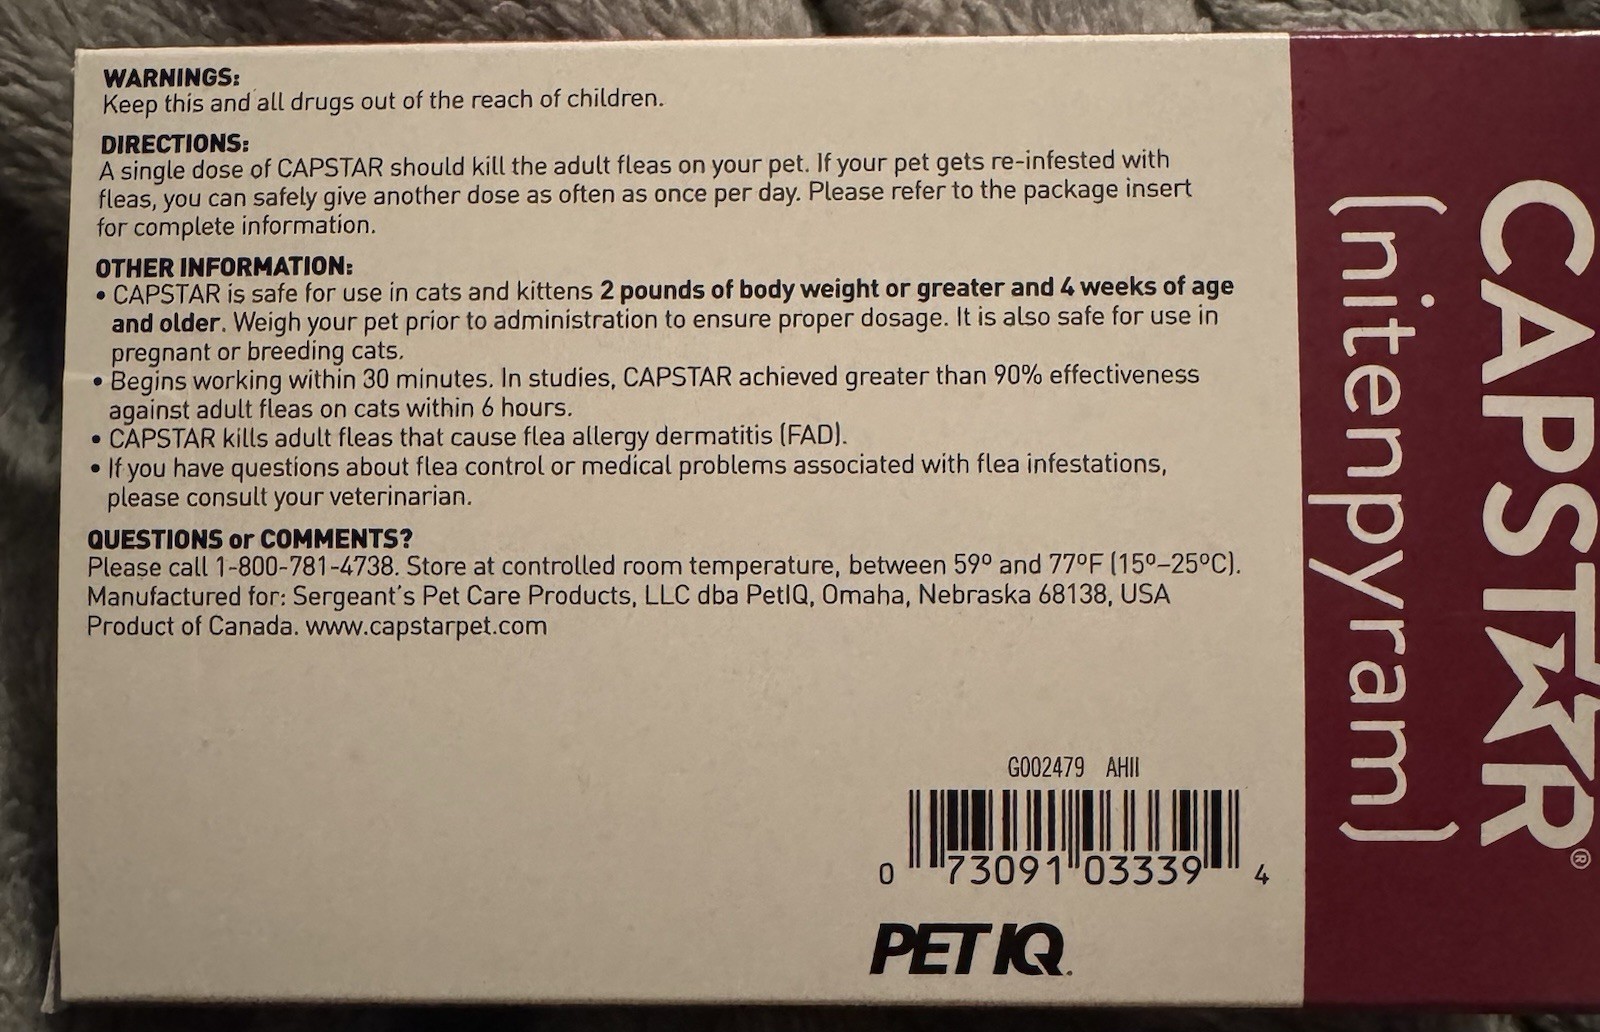 WARNINGS:
Keep this and all drugs out of the reach of children.
DIRECTIONS:
A single dose of CAPSTAR should kill the adult fleas on your pet. If your pet gets re-infested with
fleas, you can safely give another dose as often as once per day. Please refer to the package insert
for complete information.
OTHER INFORMATION:
• CAPSTAR is safe for use in cats and kittens 2 pounds of body weight or greater and 4 weeks of age
and older. Weigh your pet prior to administration to ensure proper dosage. It is also safe for use in
pregnant or breeding cats.
• Begins working within 30 minutes. In studies, CAPSTAR achieved greater than 90% effectiveness
against adult fleas on cats within 6 hours.
• CAPSTAR kills adult fleas that cause flea allergy dermatitis (FAD).
• If you have questions about flea control or medical problems associated with flea infestations,
please consult your veterinarian.
QUESTIONS or COMMENTS?
Please call 1-800-781-4738. Store at controlled room temperature, between 59º and 77ºF (15º–25ºC).
Manufactured for: Sergeant's Pet Care Products, LLC dba PetIQ, Omaha, Nebraska 68138, USA
Product of Canada. www.capstarpet.com
G002479 AHII
0 73091 03339 4
PET IQ.
CAPSTAR®
(nitenpyram)